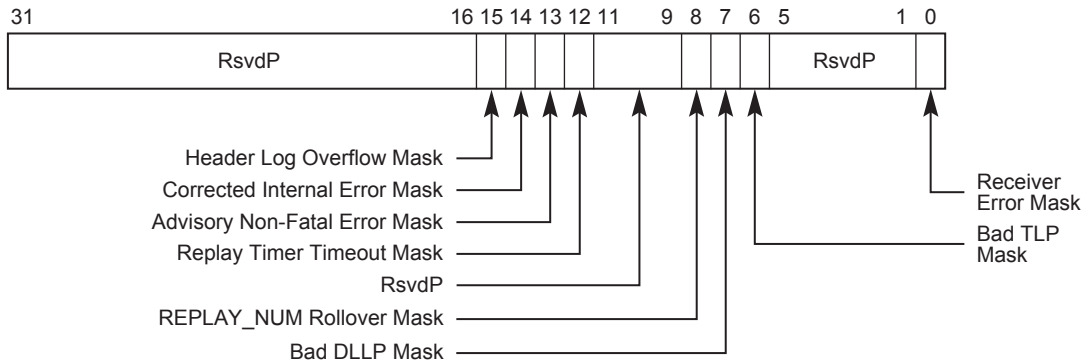 31 16 15 14 13 12 11 9 8 7 6 5 1 0
RsvdP RsvdP
Header Log Overflow Mask
Corrected Internal Error Mask
Advisory Non-Fatal Error Mask
Replay Timer Timeout Mask
RsvdP
REPLAY_NUM Rollover Mask
Bad DLLP Mask
Receiver
Error Mask
Bad TLP
Mask